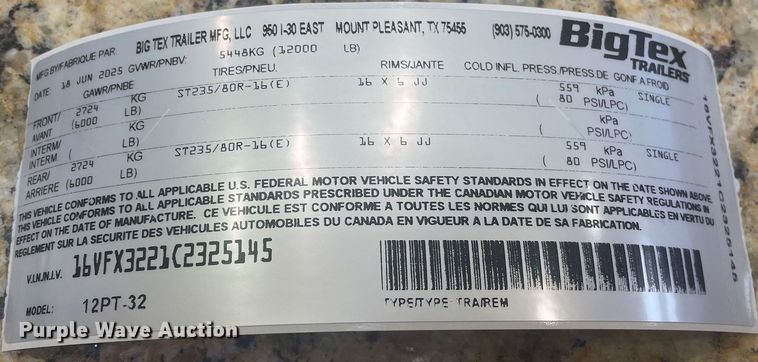 MFG BY/FABRIQUE PAR: BIG TEX TRAILER MFG, LLC 950 I-30 EAST MOUNT PLEASANT, TX 75455 (903) 575-0300 BigTex TRAILERS
DATE: 18 JUN 2025 GVWR/PNBV: 5448KG (12000 LB)
GAWR/PNBE TIRES/PNEU. RIMS/JANTE COLD INFL. PRESS./PRESS.DE GONF A FROID
FRONT/ 2724 KG ST235/80R-16(E) 16 X 6 JJ 559 kPa SINGLE
AVANT (6000 LB) ( 80 PSI/LPC)
INTERM/ KG kPa
INTERM ( LB) ( PSI/LPC)
REAR/ 2724 KG ST235/80R-16(E) 16 X 6 JJ 559 kPa SINGLE
ARRIERE (6000 LB) ( 80 PSI/LPC)
THIS VEHICLE CONFORMS TO ALL APPLICABLE U.S. FEDERAL MOTOR VEHICLE SAFETY STANDARDS IN EFFECT ON THE DATE SHOWN ABOVE.
THIS VEHICLE CONFORMS TO ALL APPLICABLE STANDARDS PRESCRIBED UNDER THE CANADIAN MOTOR VEHICLE SAFETY REGULATIONS IN
EFFECT ON THE DATE OF MANUFACTURE. CE VEHICULE EST CONFORME A TOUTES LES NORMES QUI LUI SONT APPLICABLES EN VERTU DU
REGLEMENT SUR LA SECURITE DES VEHICULES AUTOMOBILES DU CANADA EN VIGUEUR A LA DATE DE SA FABRICATION.
V.I.N./N.I.V. 16VFX3221C2325145
MODEL: 12PT-32 TYPE/TYPE- TRA/REM
16VFX3221C2325145
Purple Wave Auction